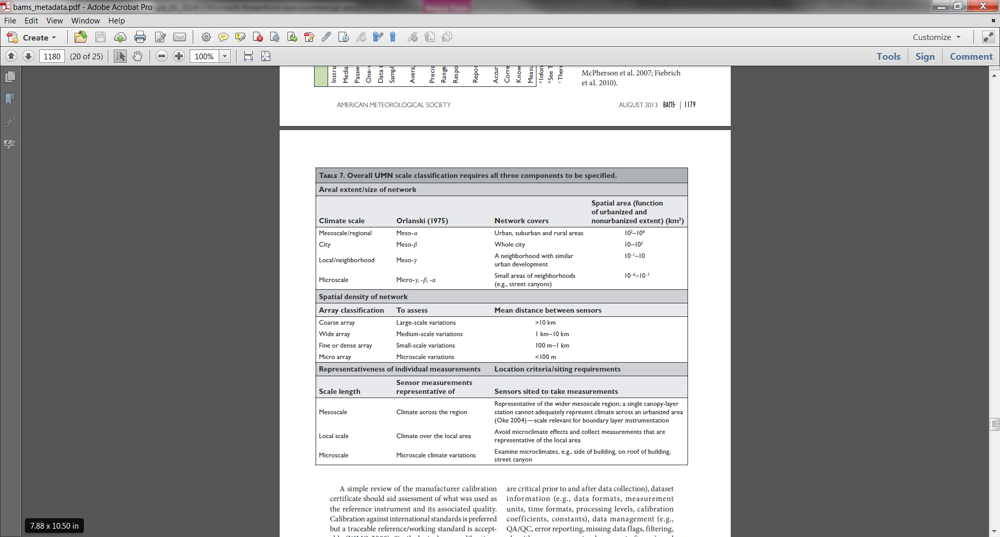 bams_metadata.pdf - Adobe Acrobat Pro
File Edit View Window Help
Create Customize
1180 (20 of 25) 100% Tools Sign Comment
Instru
Media
Passw
One-v
Data t
Sampl
Avera
Precis
Range
Respo
Repor
Accur
Corre
Know
Measu
a Infor
b See T
c There
McPherson et al. 2007; Fiebrich
et al. 2010).
AMERICAN METEOROLOGICAL SOCIETY AUGUST 2013 BAMS | 1179
TABLE 7. Overall UMN scale classification requires all three components to be specified.
Areal extent/size of network
Climate scale Orlanski (1975) Network covers Spatial area (function
of urbanized and
nonurbanized extent) (km²)
Mesoscale/regional Meso-α Urban, suburban and rural areas 10²–10⁴
City Meso-β Whole city 10–10³
Local/neighborhood Meso-γ A neighborhood with similar
urban development 10⁻¹–10
Microscale Micro-γ, -β, -α Small areas of neighborhoods
(e.g., street canyons) 10⁻⁶–10⁻¹
Spatial density of network
Array classification To assess Mean distance between sensors
Coarse array Large-scale variations >10 km
Wide array Medium-scale variations 1 km–10 km
Fine or dense array Small-scale variations 100 m–1 km
Micro array Microscale variations <100 m
Representativeness of individual measurements Location criteria/siting requirements
Scale length Sensor measurements
representative of Sensors sited to take measurements
Mesoscale Climate across the region Representative of the wider mesoscale region; a single canopy-layer
station cannot adequately represent climate across an urbanized area
(Oke 2004)—scale relevant for boundary layer instrumentation
Local scale Climate over the local area Avoid microclimate effects and collect measurements that are
representative of the local area
Microscale Microscale climate variations Examine microclimates, e.g., side of building, on roof of building,
street canyon
A simple review of the manufacturer calibration
certificate should aid assessment of what was used as
the reference instrument and its associated quality.
Calibration against international standards is preferred
but a traceable reference/working standard is accept-
are critical prior to and after data collection), dataset
information (e.g., data formats, measurement
units, time formats, processing levels, calibration
coefficients, constants), data management (e.g.,
QA/QC, error reporting, missing data flags, filtering,
7.88 x 10.50 in